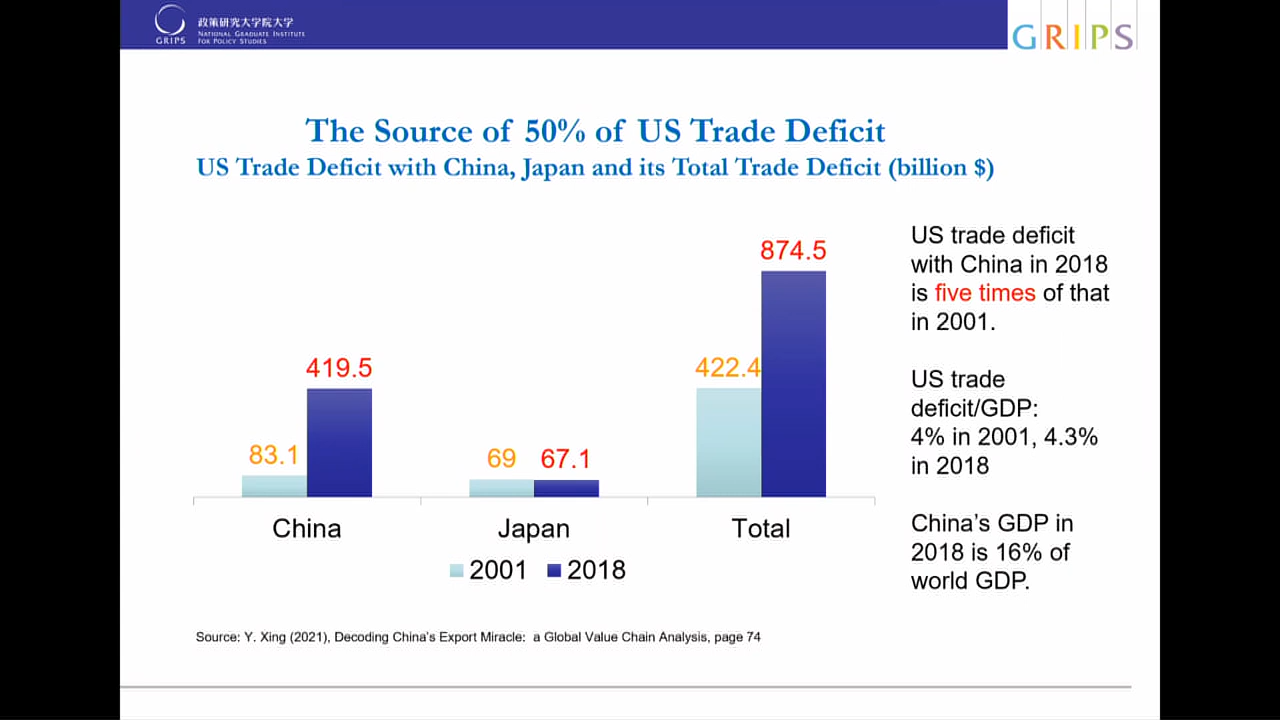 政策研究大学院大学
NATIONAL GRADUATE INSTITUTE
FOR POLICY STUDIES
GRIPS
GRIPS
The Source of 50% of US Trade Deficit
US Trade Deficit with China, Japan and its Total Trade Deficit (billion $)
83.1
419.5
69
67.1
422.4
874.5
China
Japan
Total
2001
2018
US trade deficit
with China in 2018
is five times of that
in 2001.
US trade
deficit/GDP:
4% in 2001, 4.3%
in 2018
China's GDP in
2018 is 16% of
world GDP.
Source: Y. Xing (2021), Decoding China's Export Miracle: a Global Value Chain Analysis, page 74